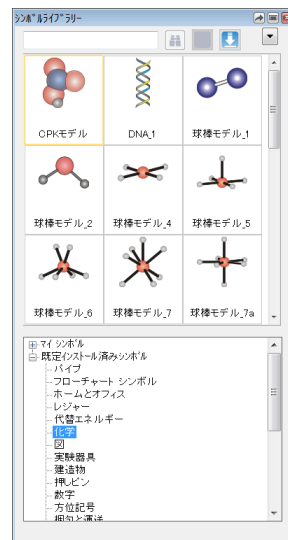 シンボルライブラリー
CPKモデル
DNA_1
球棒モデル_1
球棒モデル_2
球棒モデル_4
球棒モデル_5
球棒モデル_6
球棒モデル_7
球棒モデル_7a
マイ シンボル
既定インストール済みシンボル
パイプ
フローチャート シンボル
ホームとオフィス
レジャー
代替エネルギー
化学
図
実験器具
建造物
押しピン
数字
方位記号
梱包と運送